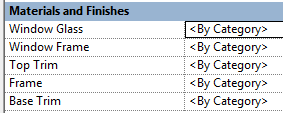 Materials and Finishes
Window Glass <By Category>
Window Frame <By Category>
Top Trim <By Category>
Frame <By Category>
Base Trim <By Category>